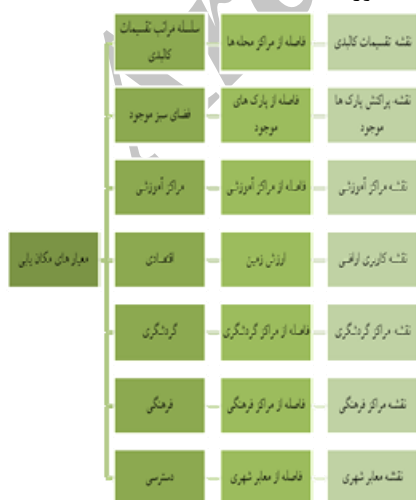 سلسله مراتب تقسیمات
کالبدی
فاصله از مراکز محله ها
نقشه تقسیمات کالبدی
فضای سبز موجود
فاصله از پارک های
موجود
نقشه پراکنش پارک ها
موجود
مراکز آموزشی
فاصله از مراکز آموزشی
نقشه مراکز آموزشی
معیارهای مکان یابی
اقتصادی
ارزش زمین
نقشه کاربری اراضی
گردشگری
فاصله از مراکز گردشگری
نقشه مراکز گردشگری
فرهنگی
فاصله از مراکز فرهنگی
نقشه مراکز فرهنگی
دسترسی
فاصله از معابر شهری
نقشه معابر شهری